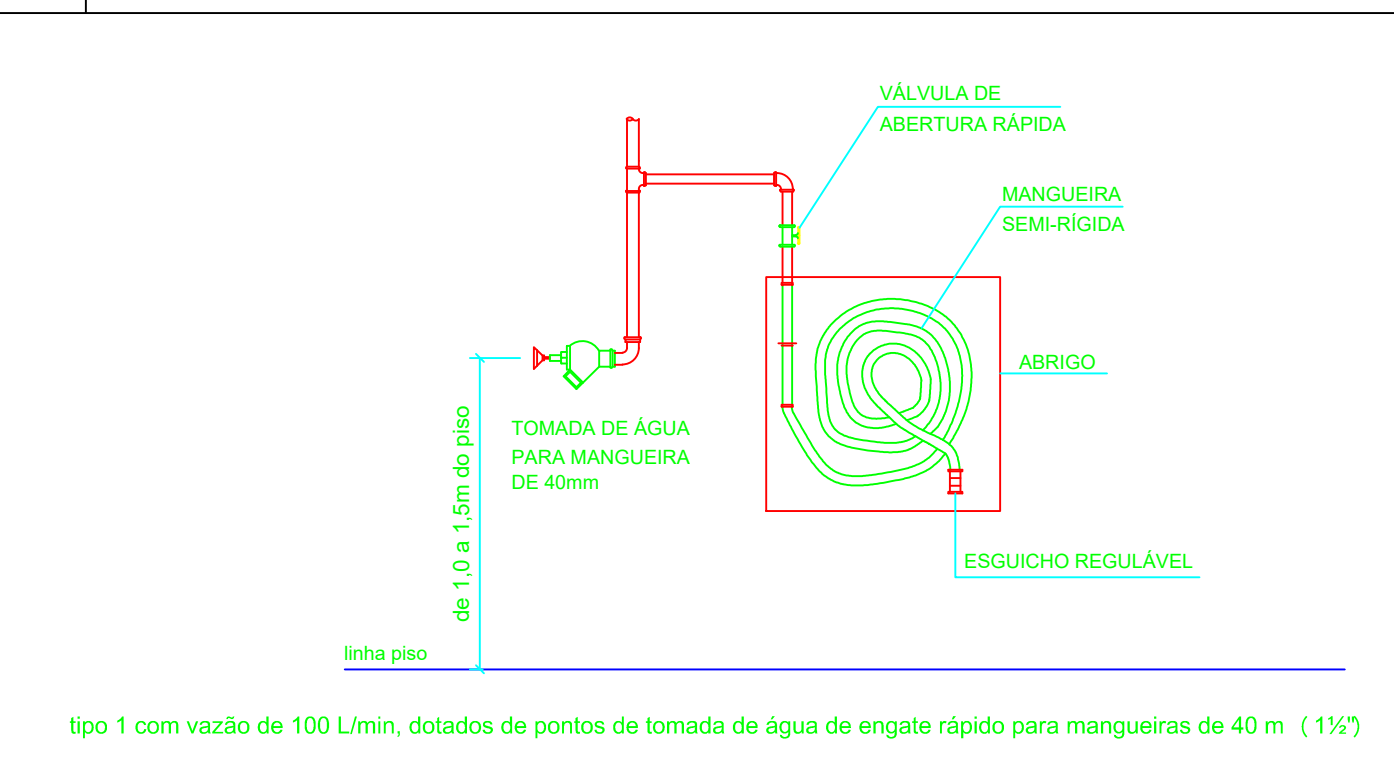 VÁLVULA DE
ABERTURA RÁPIDA
MANGUEIRA
SEMI-RÍGIDA
ABRIGO
TOMADA DE ÁGUA
PARA MANGUEIRA
DE 40mm
de 1,0 a 1,5m do piso
ESGUICHO REGULÁVEL
linha piso
tipo 1 com vazão de 100 L/min, dotados de pontos de tomada de água de engate rápido para mangueiras de 40 m ( 1½")